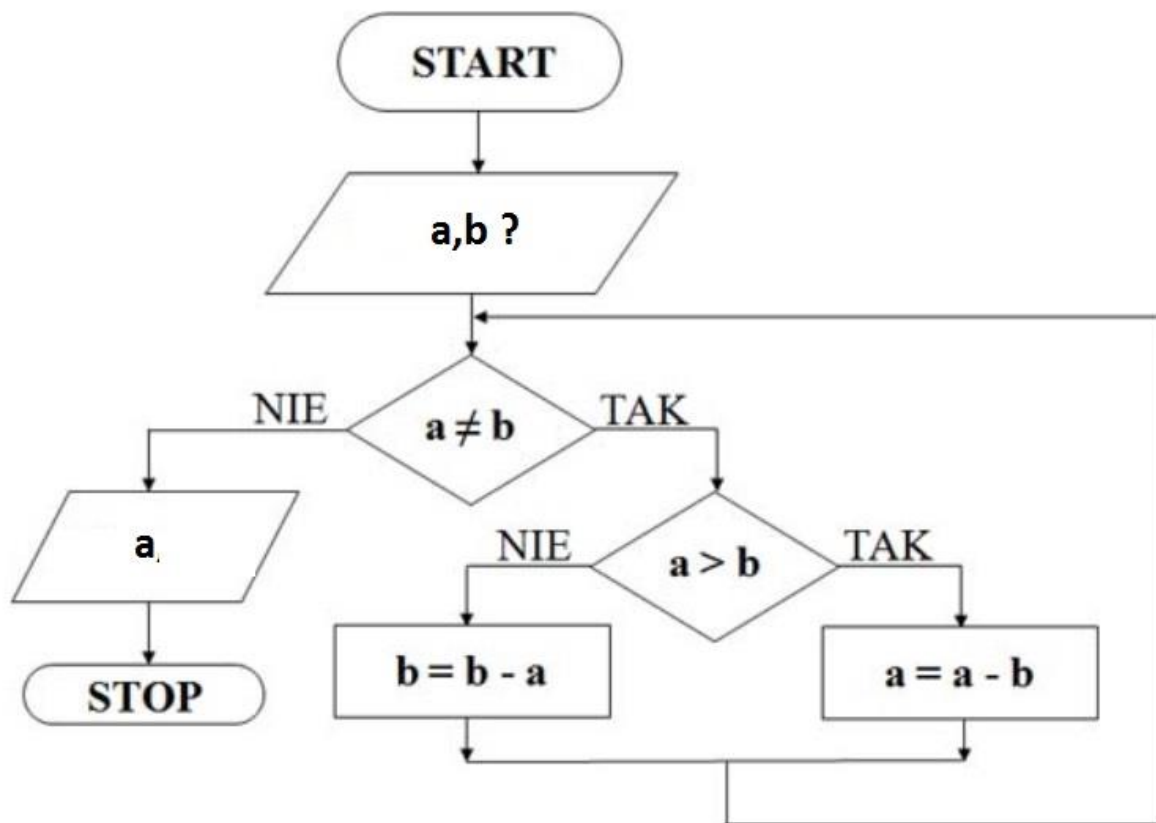 START
a,b ?
NIE
a ≠ b
TAK
a,
NIE
a > b
TAK
b = b - a
a = a - b
STOP